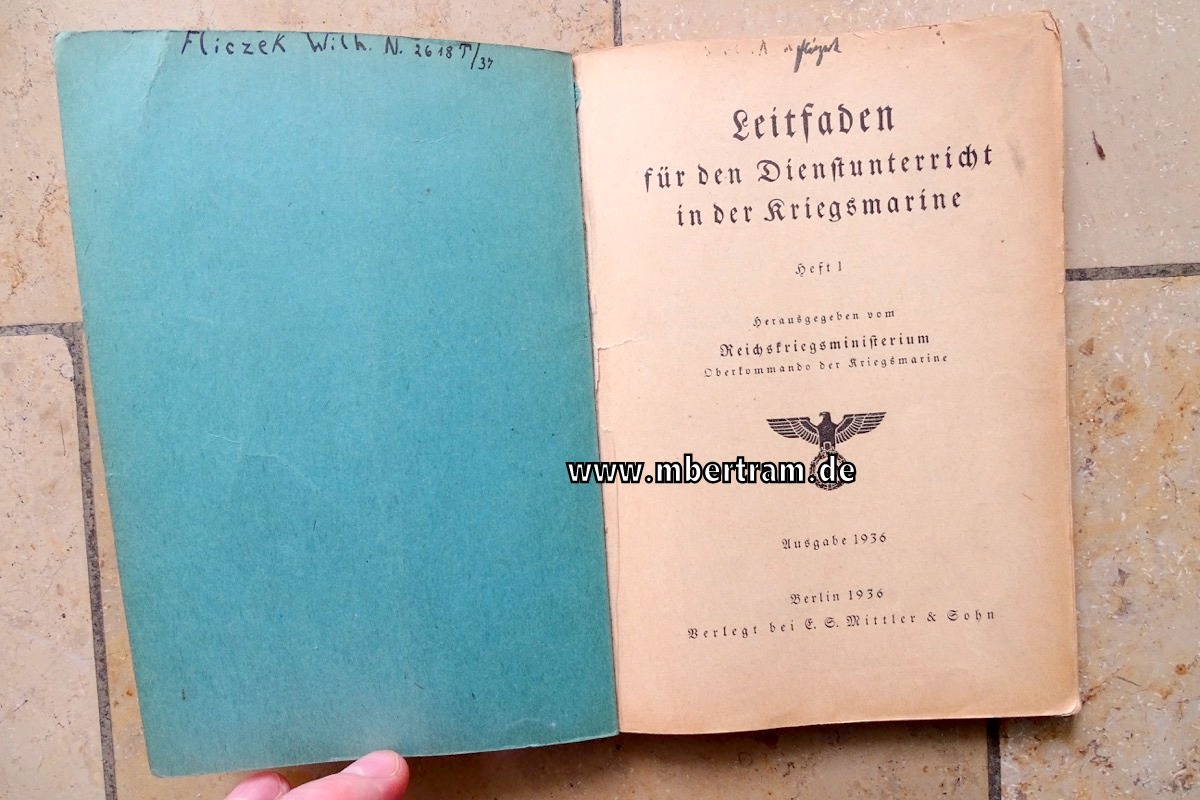 Fliczek Wilh. N. 2618 T/37
Leitfaden
für den Dienstunterricht
in der Kriegsmarine
Heft 1
Herausgegeben vom
Reichskriegsministerium
Oberkommando der Kriegsmarine
www.mbertram.de
Ausgabe 1936
Berlin 1936
Verlegt bei E. S. Mittler & Sohn